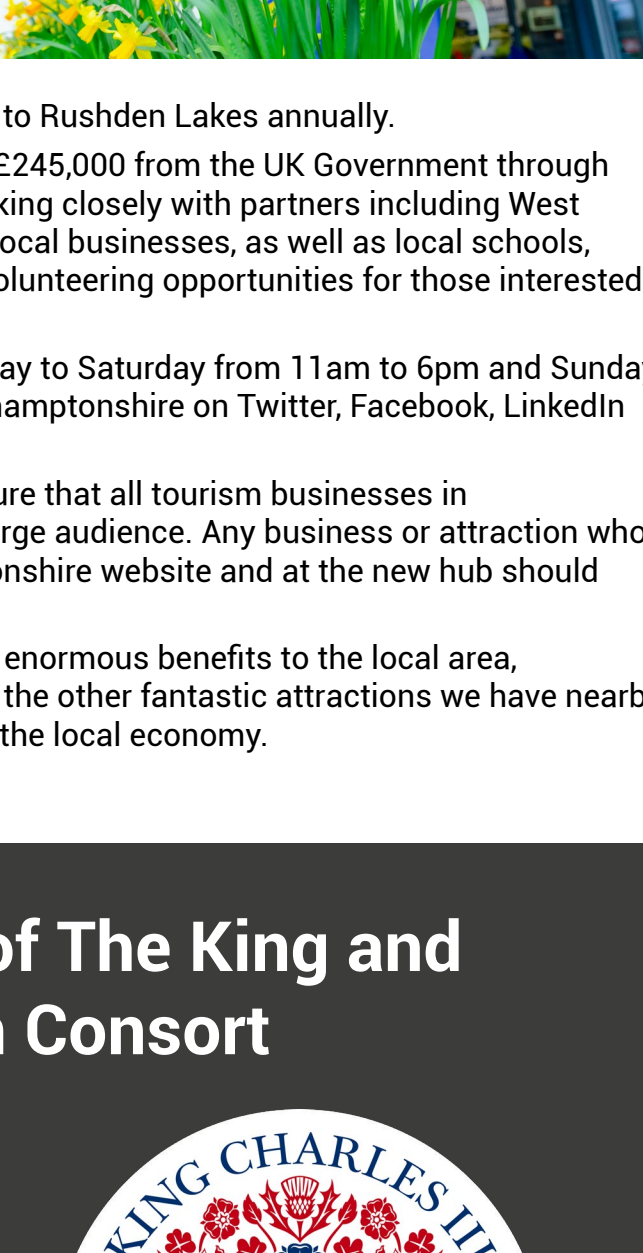 to Rushden Lakes annually.
£245,000 from the UK Government through
king closely with partners including West
ocal businesses, as well as local schools,
olunteering opportunities for those interested
ay to Saturday from 11am to 6pm and Sunday
amptonshire on Twitter, Facebook, LinkedIn
ure that all tourism businesses in
rge audience. Any business or attraction who
onshire website and at the new hub should
enormous benefits to the local area,
the other fantastic attractions we have nearb
the local economy.
of The King and
n Consort
KING CHARLES III